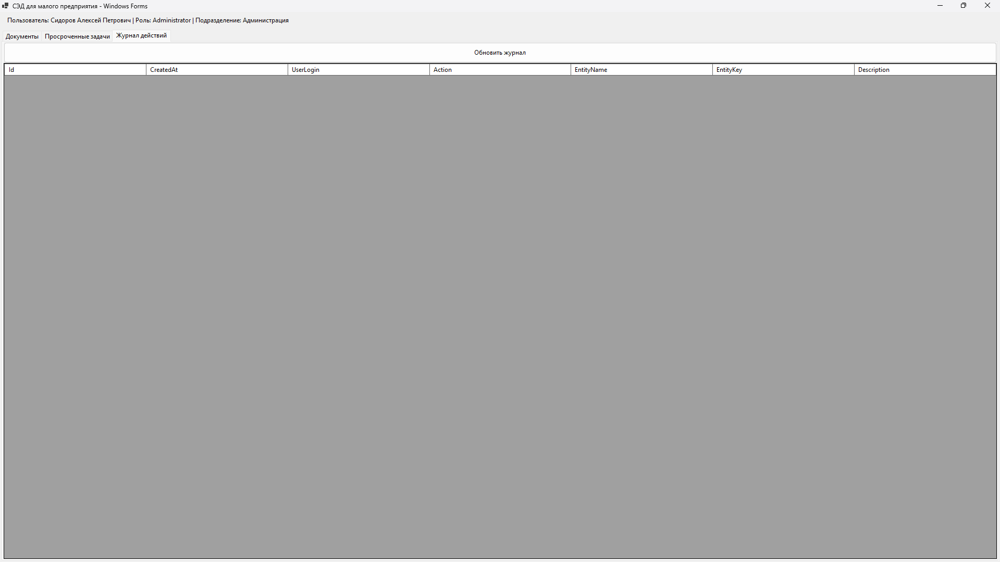 СЭД для малого предприятия - Windows Forms
Пользователь: Сидоров Алексей Петрович | Роль: Administrator | Подразделение: Администрация
Документы Просроченные задачи Журнал действий
Обновить журнал
Id CreatedAt UserLogin Action EntityName EntityKey Description